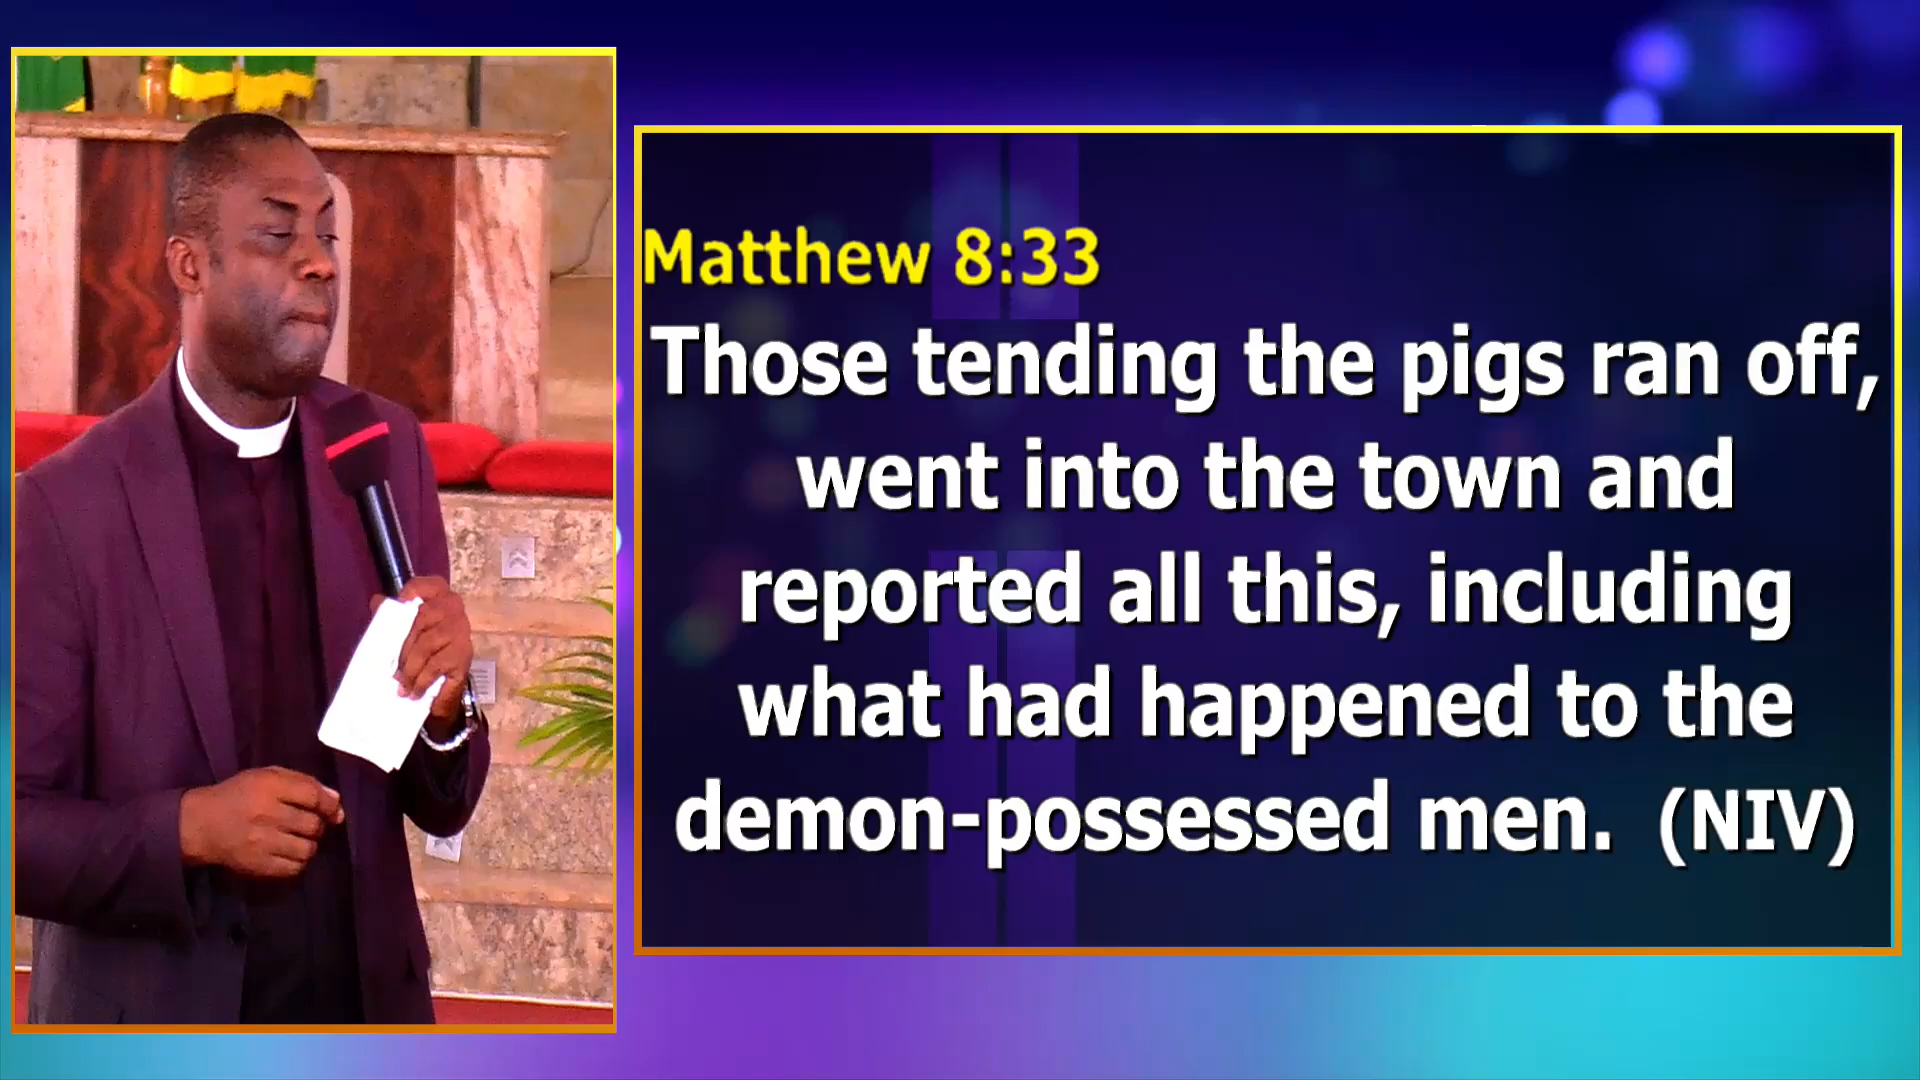 Matthew 8:33
Those tending the pigs ran off,
went into the town and
reported all this, including
what had happened to the
demon-possessed men. (NIV)